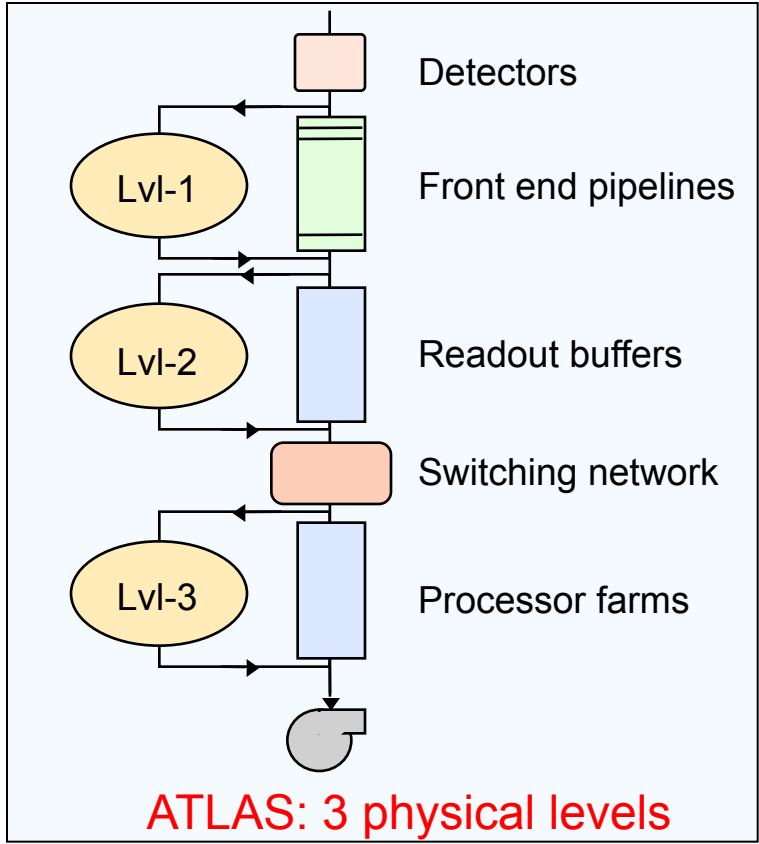 Detectors
Lvl-1
Front end pipelines
Lvl-2
Readout buffers
Switching network
Lvl-3
Processor farms
ATLAS: 3 physical levels